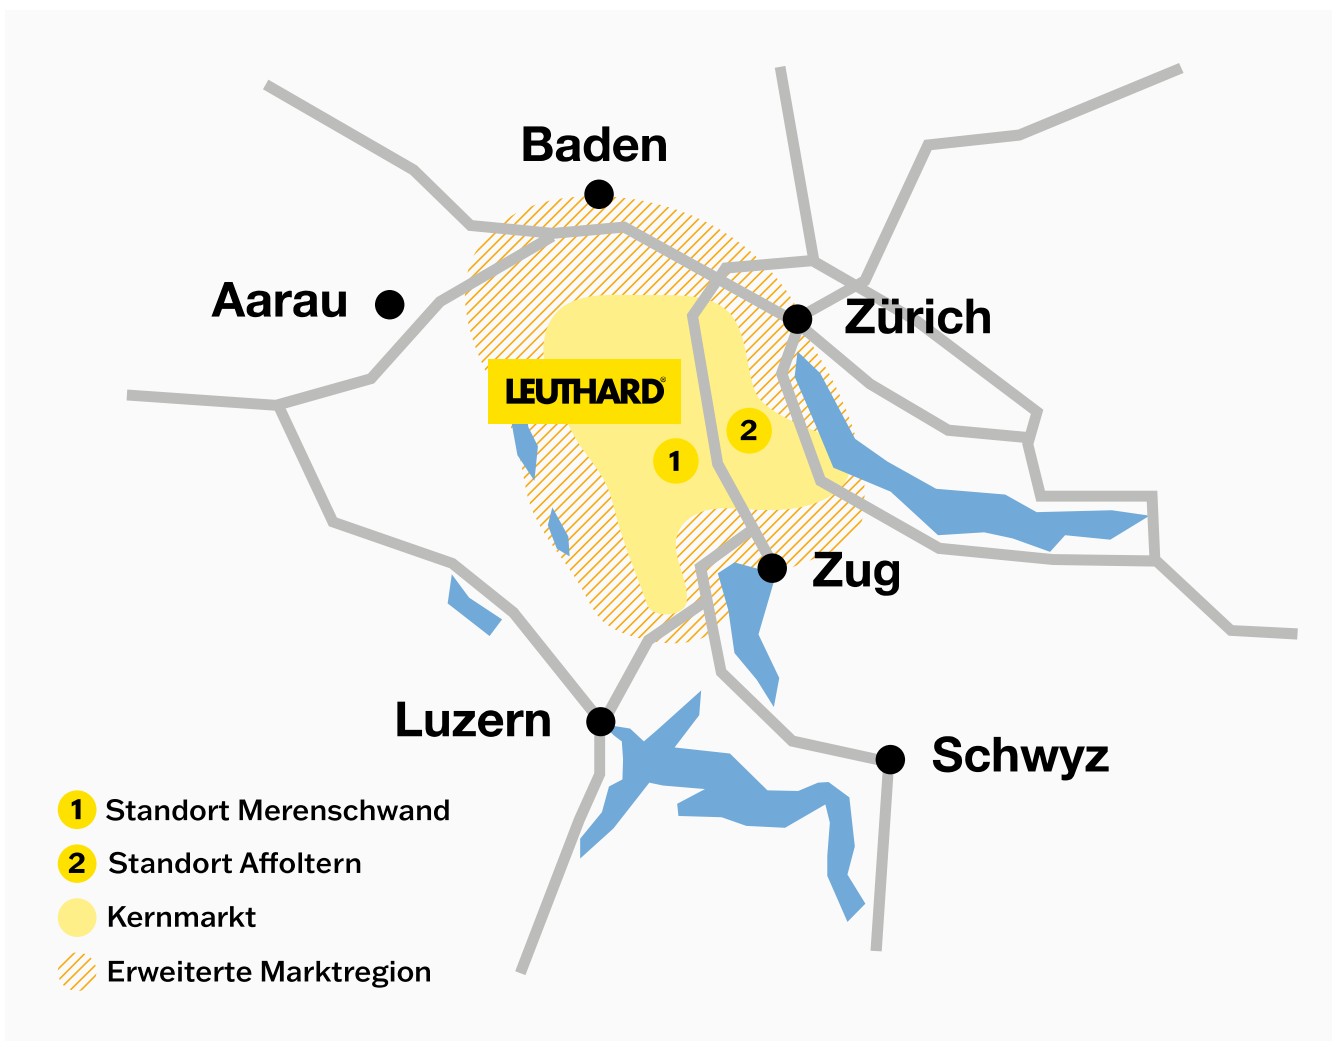 Baden
Aarau
Zürich
LEUTHARD®
2
1
Zug
Luzern
Schwyz
1 Standort Merenschwand
2 Standort Affoltern
Kernmarkt
Erweiterte Marktregion